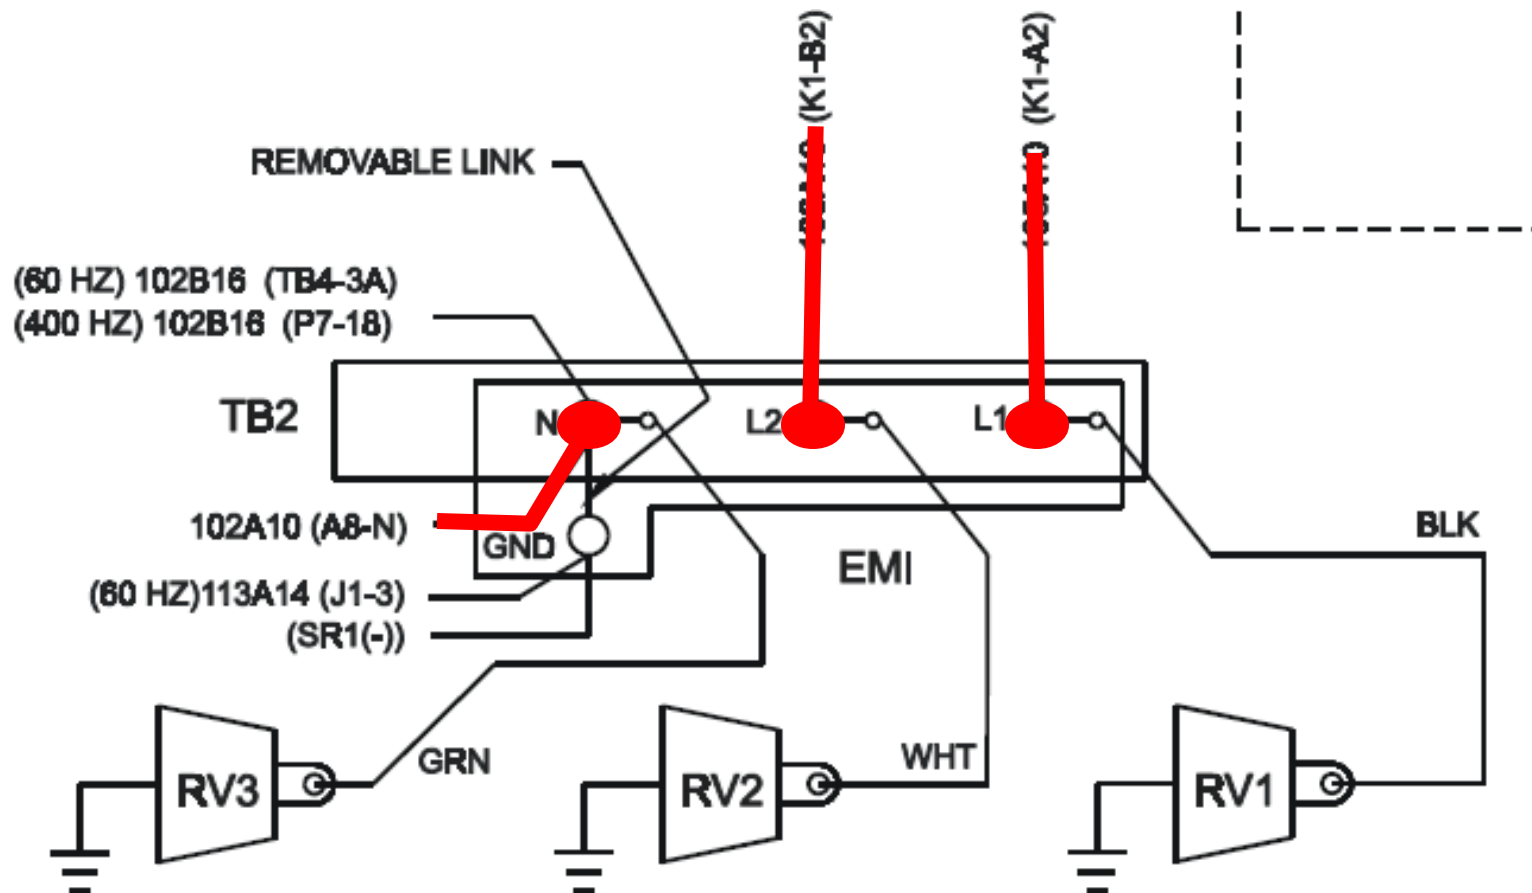 (K1-B2)
(K1-A2)
REMOVABLE LINK
(60 HZ) 102B16 (TB4-3A)
(400 HZ) 102B16 (P7-18)
TB2
N
L2
L1
102A10 (A8-N)
GND
EMI
BLK
(60 HZ)113A14 (J1-3)
(SR1(-))
GRN
WHT
RV3
RV2
RV1